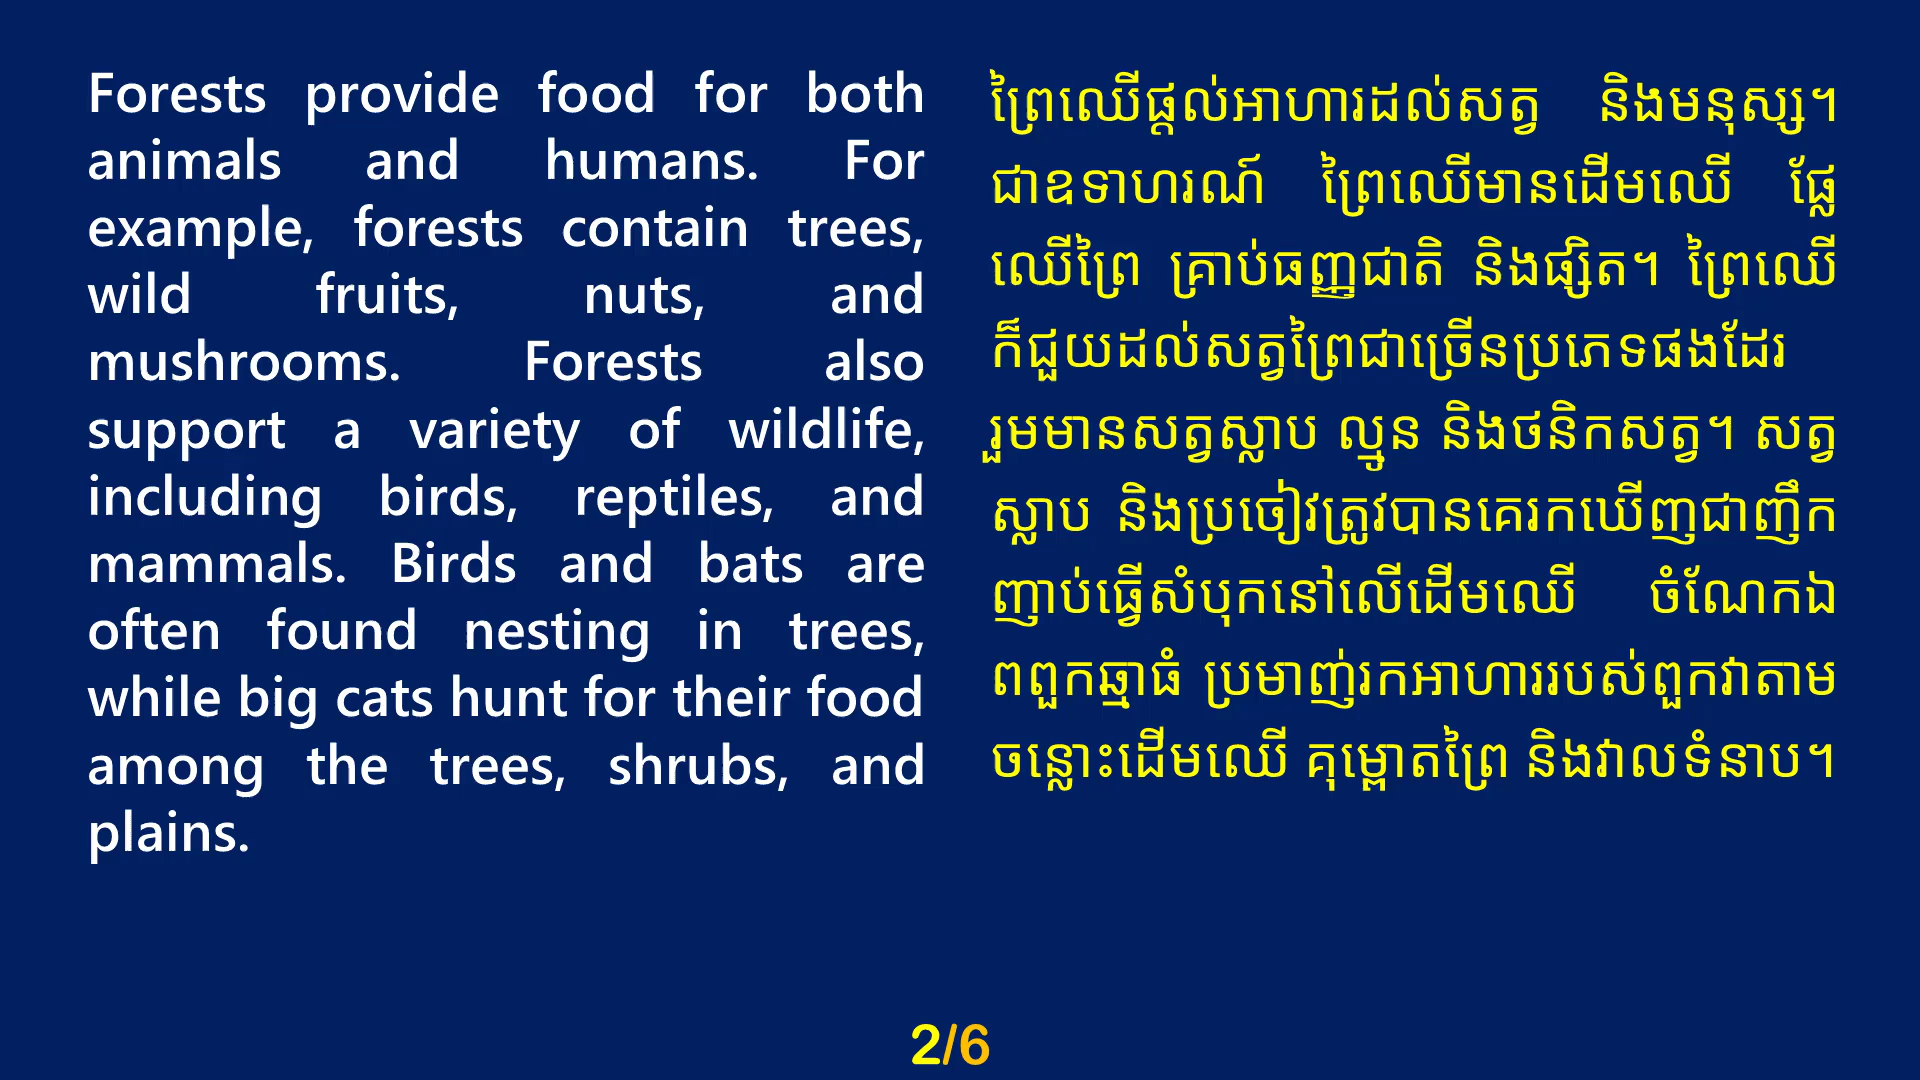 Forests provide food for both
animals and humans. For
example, forests contain trees,
wild fruits, nuts, and
mushrooms. Forests also
support a variety of wildlife,
including birds, reptiles, and
mammals. Birds and bats are
often found nesting in trees,
while big cats hunt for their food
among the trees, shrubs, and
plains.
ព្រៃឈើផ្តល់អាហារដល់សត្វ និងមនុស្ស។
ជាឧទាហរណ៍ ព្រៃឈើមានដើមឈើ ផ្លែ
ឈើព្រៃ គ្រាប់ធញ្ញជាតិ និងផ្សិត។ ព្រៃឈើ
ក៏ជួយដល់សត្វព្រៃជាច្រើនប្រភេទផងដែរ
រួមមានសត្វស្លាប ល្មូន និងថនិកសត្វ។ សត្វ
ស្លាប និងប្រចៀវត្រូវបានគេរកឃើញជាញឹក
ញាប់ធ្វើសំបុកនៅលើដើមឈើ ចំណែកឯ
ពពួកឆ្មាធំ ប្រមាញ់រកអាហាររបស់ពួកវាតាម
ចន្លោះដើមឈើ គុម្ពោតព្រៃ និងវាលទំនាប។
2/6